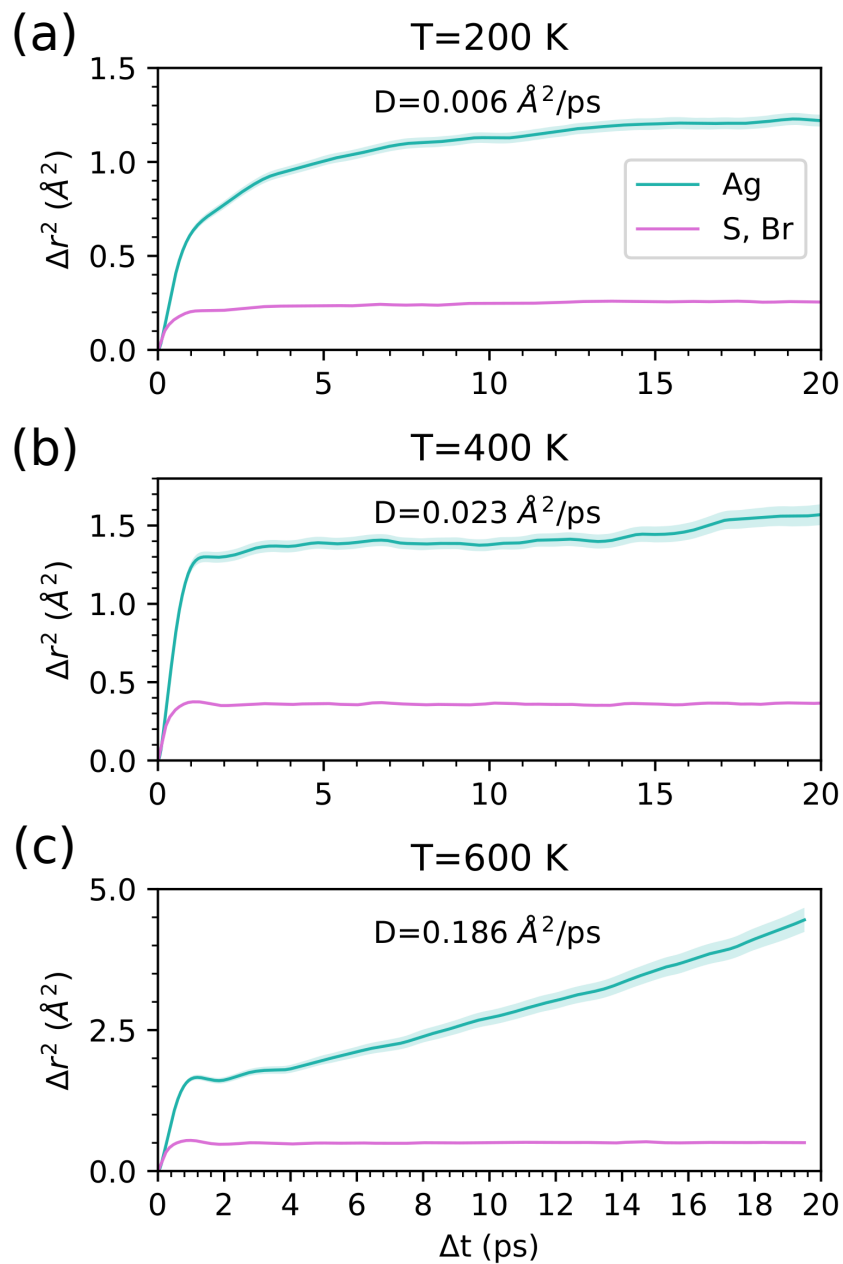 (a)
T=200 K
D=0.006 Å²/ps
Δr² (Å²)
1.5
1.0
0.5
0.0
Ag
S, Br
0 5 10 15 20
(b)
T=400 K
D=0.023 Å²/ps
Δr² (Å²)
1.5
1.0
0.5
0.0
0 5 10 15 20
(c)
T=600 K
D=0.186 Å²/ps
Δr² (Å²)
5.0
2.5
0.0
0 2 4 6 8 10 12 14 16 18 20
Δt (ps)